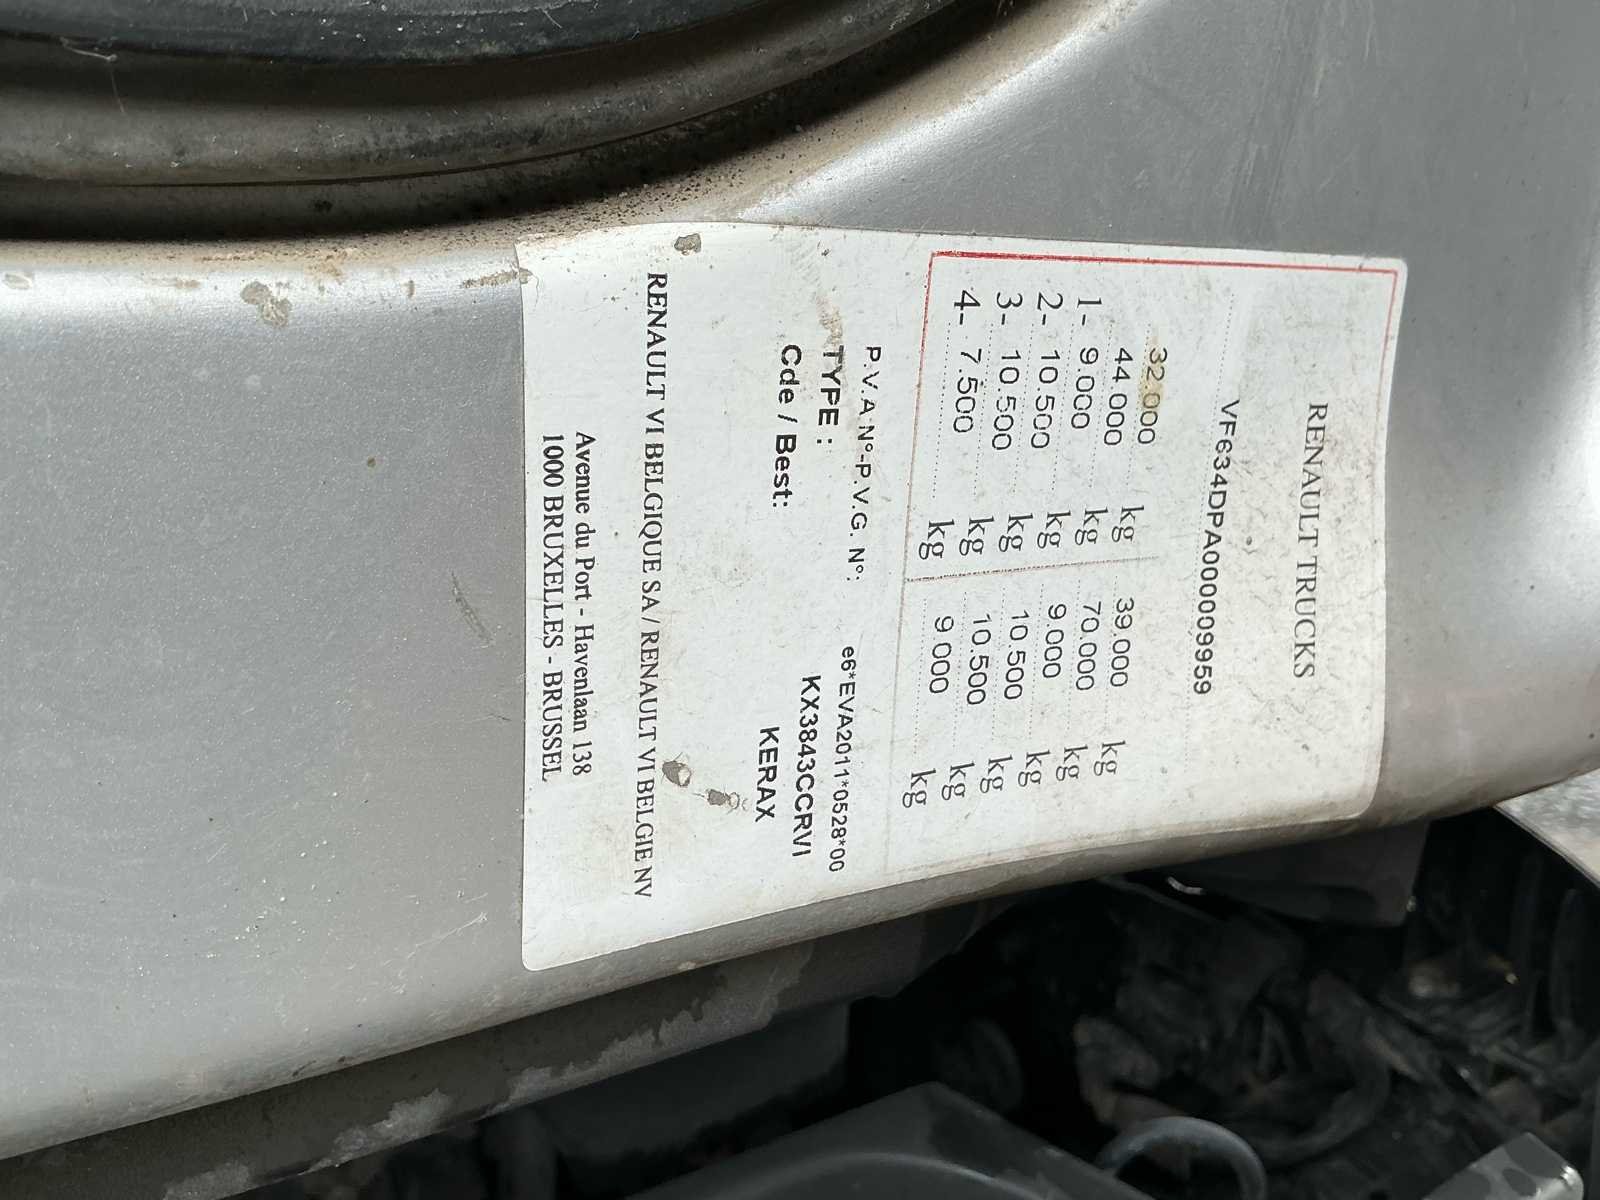 RENAULT TRUCKS
VF634DPA000009959
32.000 kg 39.000 kg
44.000 kg 70.000 kg
1- 9.000 kg 9.000 kg
2- 10.500 kg 10.500 kg
3- 10.500 kg 10.500 kg
4- 7.500 kg 9.000 kg
P.V.A N°-P.V.G. N°: e6*EVA2011*0528*00
TYPE : KX3843CCRVI
Cde / Best: KERAX
RENAULT VI BELGIQUE SA / RENAULT VI BELGIE NV
Avenue du Port - Havenlaan 138
1000 BRUXELLES - BRUSSEL